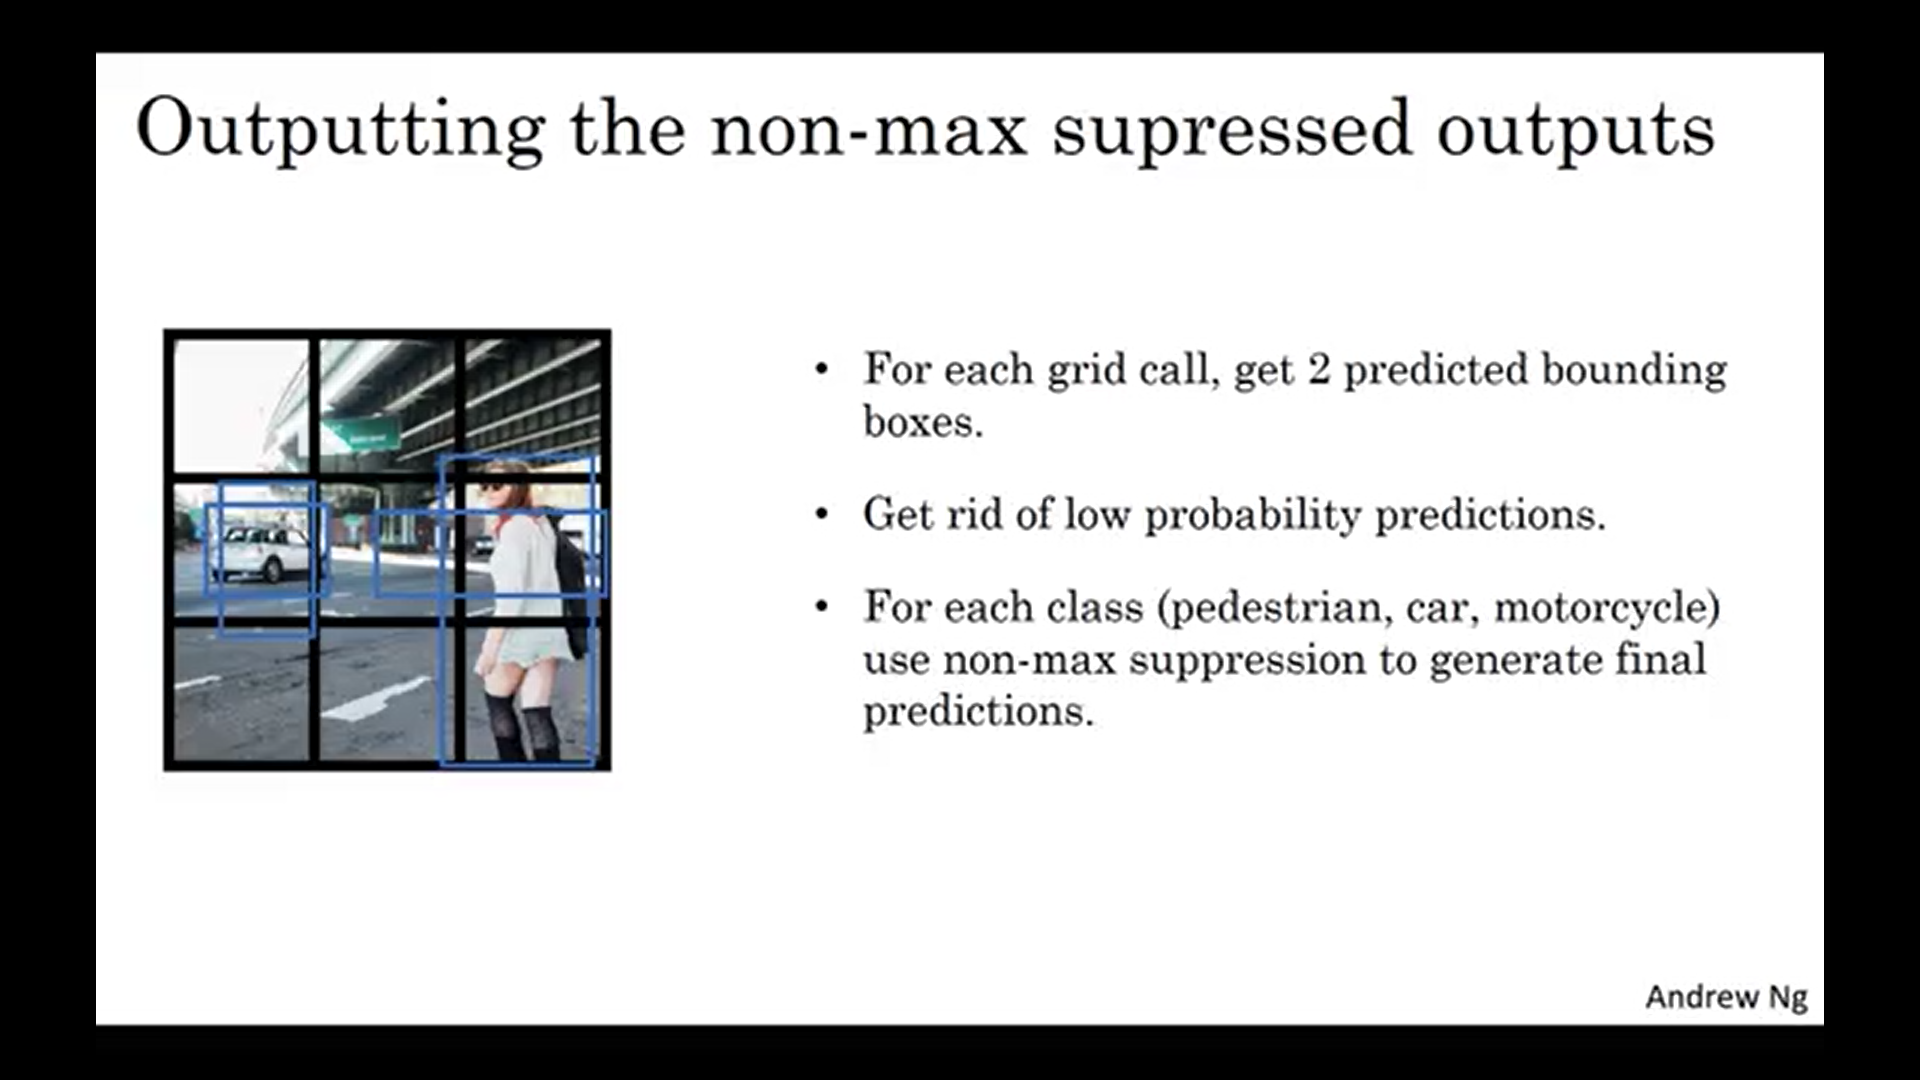 Outputting the non-max supressed outputs
• For each grid call, get 2 predicted bounding
boxes.
• Get rid of low probability predictions.
• For each class (pedestrian, car, motorcycle)
use non-max suppression to generate final
predictions.
Andrew Ng